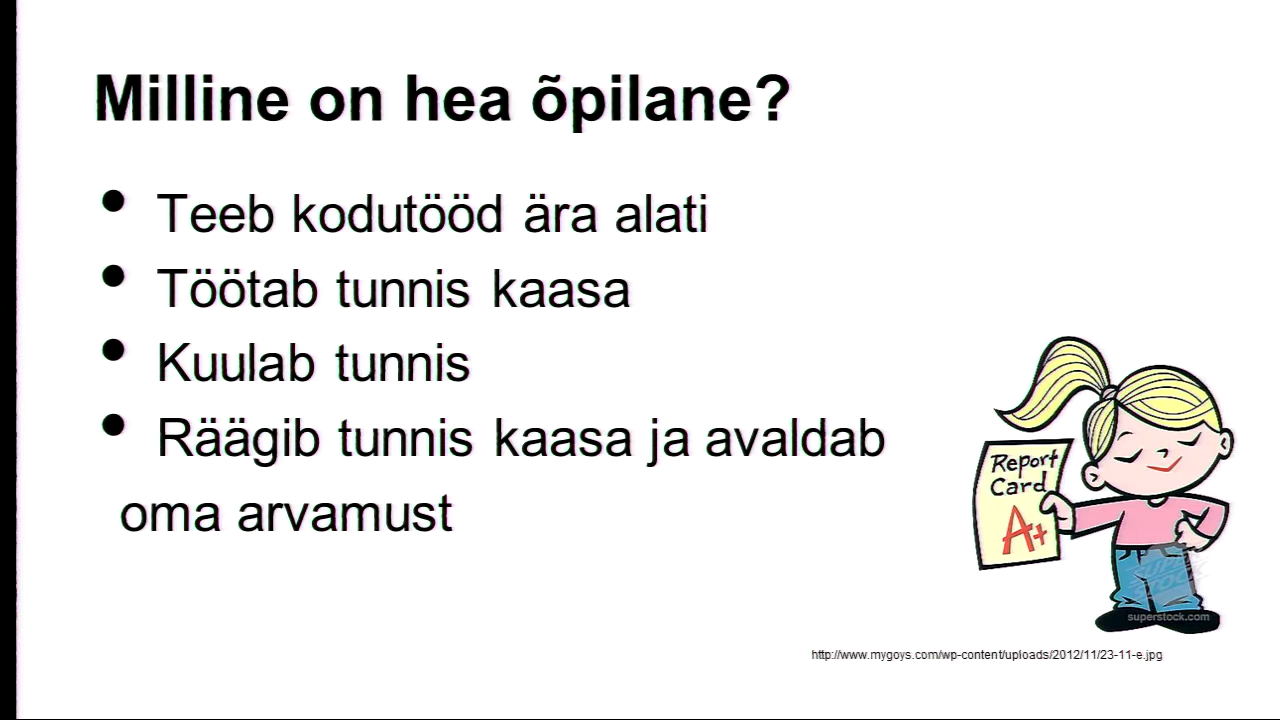 Milline on hea õpilane?
• Teeb kodutööd ära alati
• Töötab tunnis kaasa
• Kuulab tunnis
• Räägib tunnis kaasa ja avaldab
oma arvamust
Report
Card
A+
superstock.com
http://www.mygoys.com/wp-content/uploads/2012/11/23-11-e.jpg